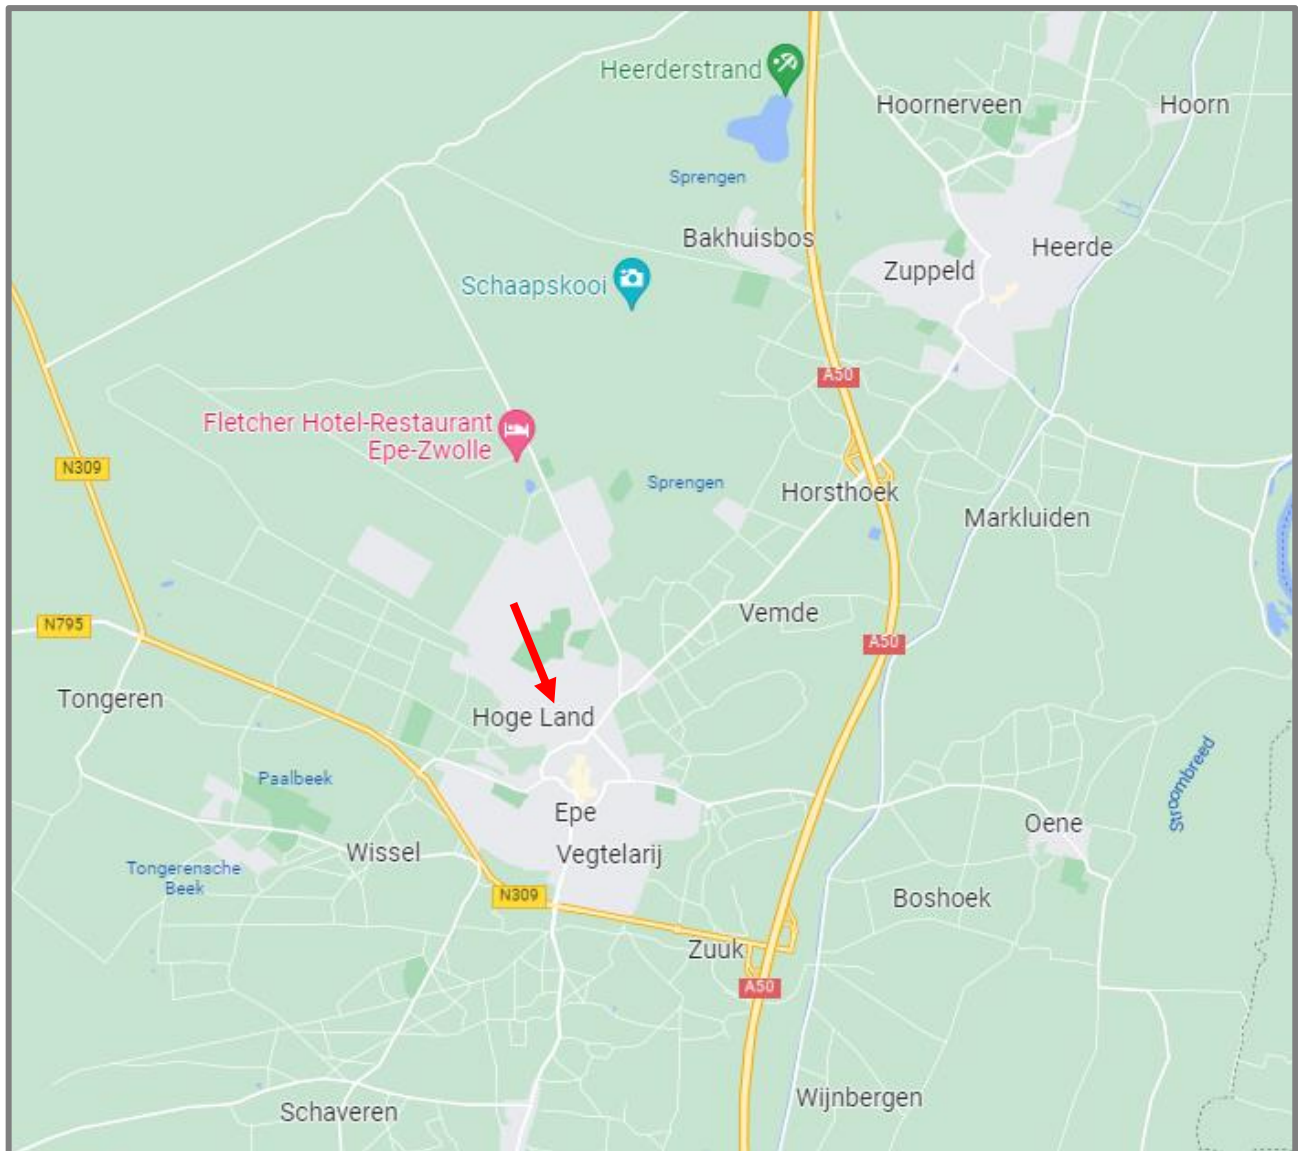 Heerderstrand
Hoornerveen
Hoorn
Sprengen
Bakhuisbos
Heerde
Zuppeld
Schaapskooi
A50
Fletcher Hotel-Restaurant
Epe-Zwolle
N309
Sprengen
Horsthoek
Markluiden
Vemde
N795
A50
Tongeren
Hoge Land
Paalbeek
Stroombreed
Epe
Oene
Wissel
Vegtelarij
Tongerensche
Beek
N309
Boshoek
Zuuk
A50
Wijnbergen
Schaveren